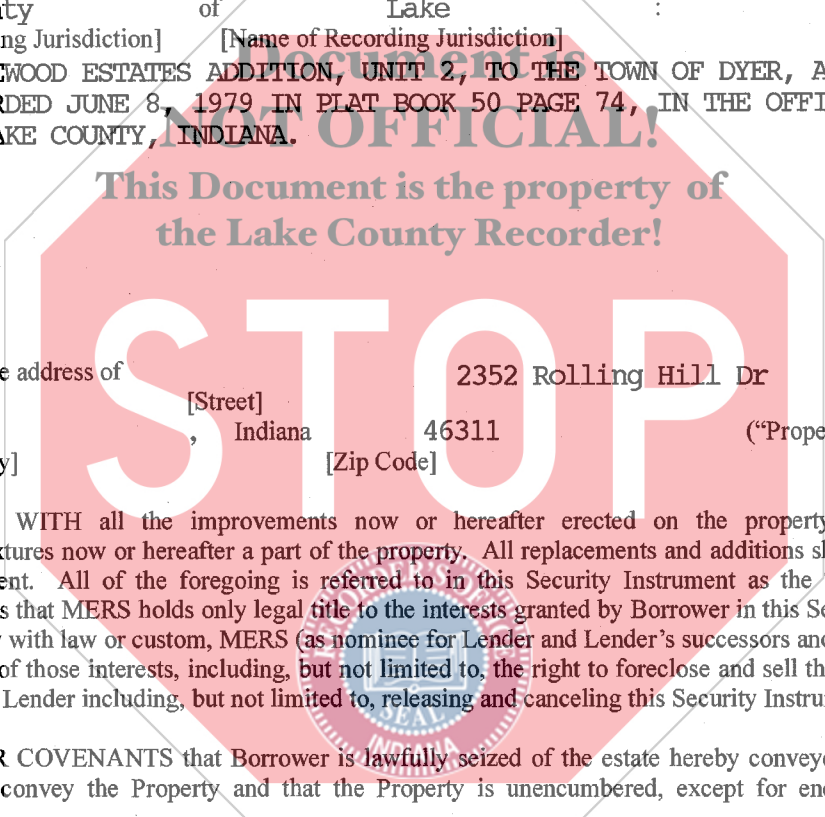 ty of Lake :
ng Jurisdiction] [Name of Recording Jurisdiction]
Document is
EWOOD ESTATES ADDITION, UNIT 2, TO THE TOWN OF DYER, A
RDED JUNE 8, 1979 IN PLAT BOOK 50 PAGE 74, IN THE OFFI
NOT OFFICIAL!
AKE COUNTY, INDIANA.
This Document is the property of
the Lake County Recorder!
STOP
e address of 2352 Rolling Hill Dr
[Street]
, Indiana 46311 ("Prope
y] [Zip Code]
WITH all the improvements now or hereafter erected on the property
xtures now or hereafter a part of the property. All replacements and additions sh
ent. All of the foregoing is referred to in this Security Instrument as the
s that MERS holds only legal title to the interests granted by Borrower in this Se
with law or custom, MERS (as nominee for Lender and Lender's successors and
of those interests, including, but not limited to, the right to foreclose and sell th
Lender including, but not limited to, releasing and canceling this Security Instru
RECORDER'S OFFICE
SEAL
INDIANA
R COVENANTS that Borrower is lawfully seized of the estate hereby conveye
convey the Property and that the Property is unencumbered, except for en